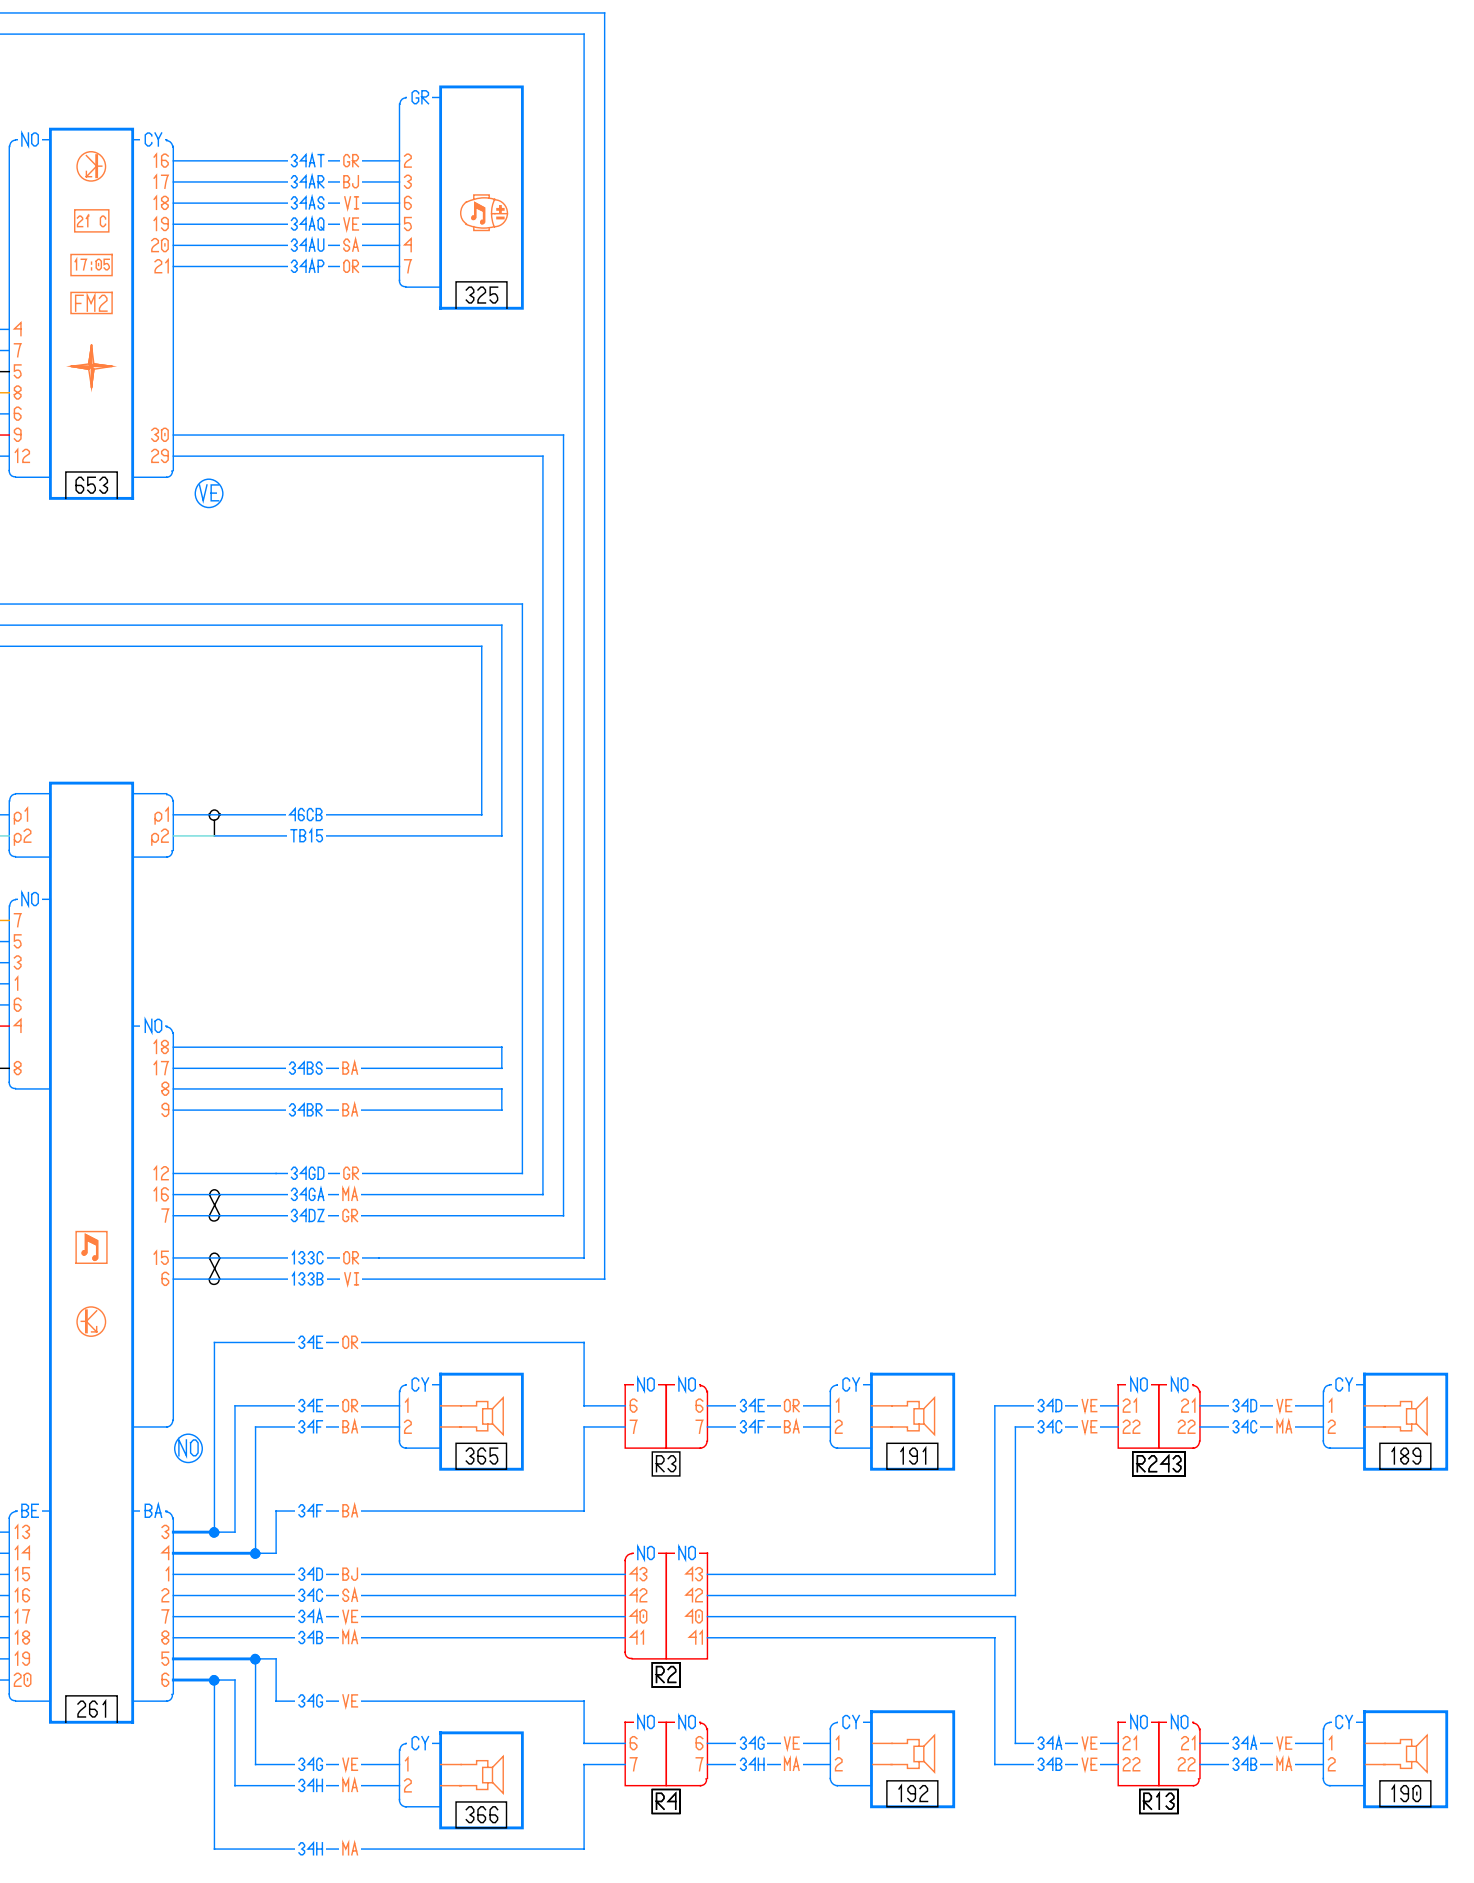 GR
NO CY
16 34AT GR 2
17 34AR BJ 3
18 34AS VI 6
21 C
19 34AQ VE 5
20 34AU SA 4
17:05
21 34AP OR 7
325
FM2
4
7
5
8
6
9 30
12 29
653
VE
p1 p1 46CB
p2 p2 TB15
NO
7
5
3
1
6
4 NO
18
8 17 34BS BA
8
9 34BR BA
12 34GD GR
16 34GA MA
7 34DZ GR
15 133C OR
6 133B VI
K
34E OR
CY NO NO CY NO NO CY
34E OR 1 6 6 34E OR 1 34D VE 21 21 34D VE 1
34F BA 2 7 7 34F BA 2 34C VE 22 22 34C MA 2
NO 365 R3 191 R243 189
BE BA 34F BA
13 3
14 4 NO NO
15 1 34D BJ 43 43
16 2 34C SA 42 42
17 7 34A VE 40 40
18 8 34B MA 41 41
19 5
20 6 R2
261 34G VE
CY NO NO CY NO NO CY
6 6 34G VE 1 34A VE 21 21 34A VE 1
34G VE 1 7 7 34H MA 2 34B VE 22 22 34B MA 2
34H MA 2
366 R4 192 R13 190
34H MA